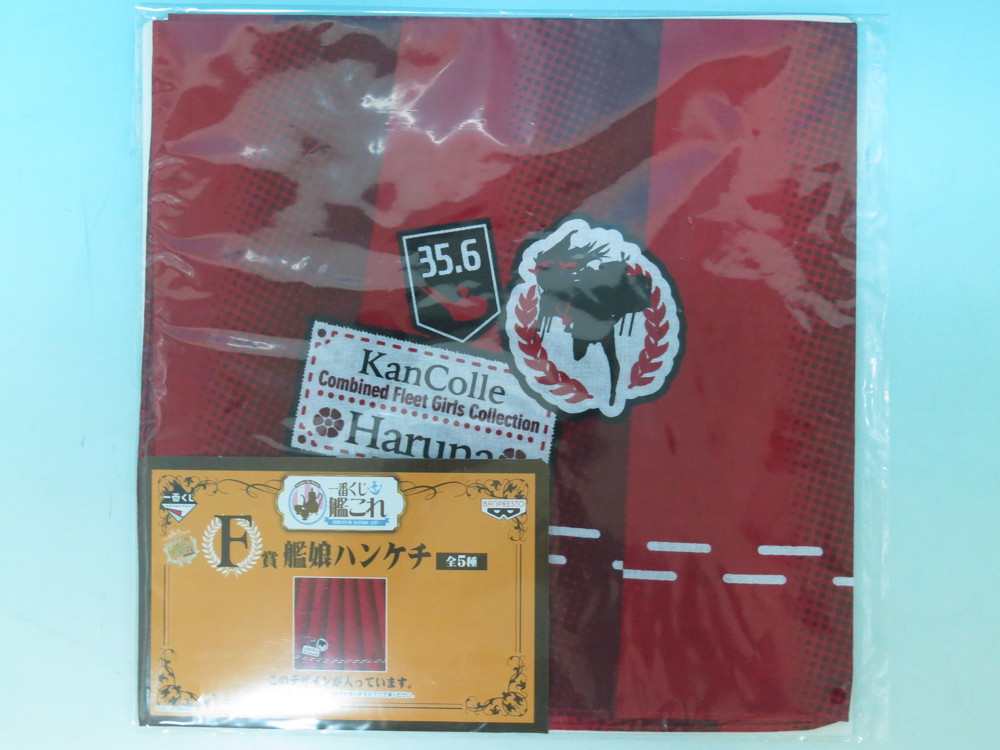 35.6
KanColle
Combined Fleet Girls Collection
Haruna
一番くじ
一番くじ
艦これ
BANPRESTO
F賞 艦娘ハンケチ 全5種
このデザインが入っています。